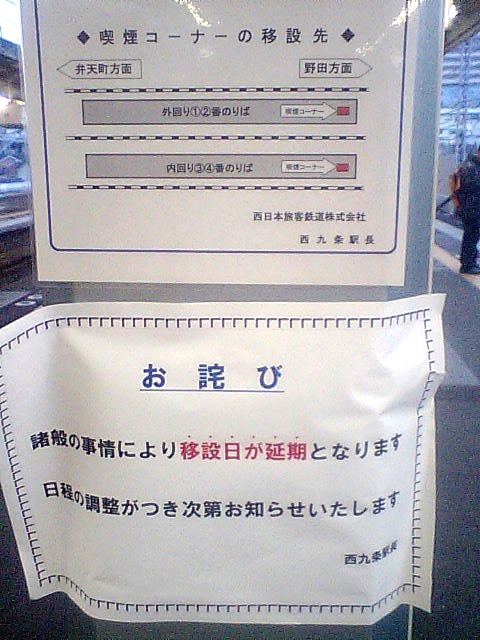 ◆喫煙コーナーの移設先◆
弁天町方面 野田方面
外回り①②番のりば 喫煙コーナー
内回り③④番のりば 喫煙コーナー
西日本旅客鉄道株式会社
西九条駅長
お詫び
諸般の事情により移設日が延期となります
日程の調整がつき次第お知らせいたします
西九条駅長